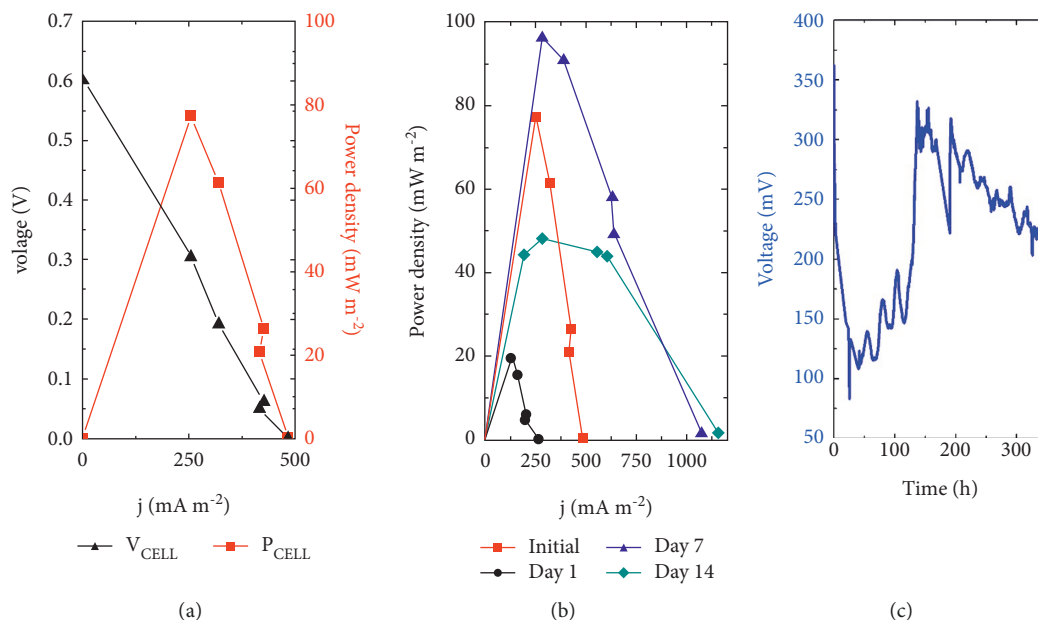 0.7
0.6
0.5
0.4
0.3
0.2
0.1
0.0
volage (V)
0
250
500
j (mA m-2)
100
80
60
40
20
0
Power density (mW m-2)
VCELL
PCELL
(a)
100
80
60
40
20
0
Power density (mW m-2)
0
250
500
750
1000
j (mA m-2)
Initial
Day 7
Day 1
Day 14
(b)
400
350
300
250
200
150
100
50
Voltage (mV)
0
100
200
300
Time (h)
(c)